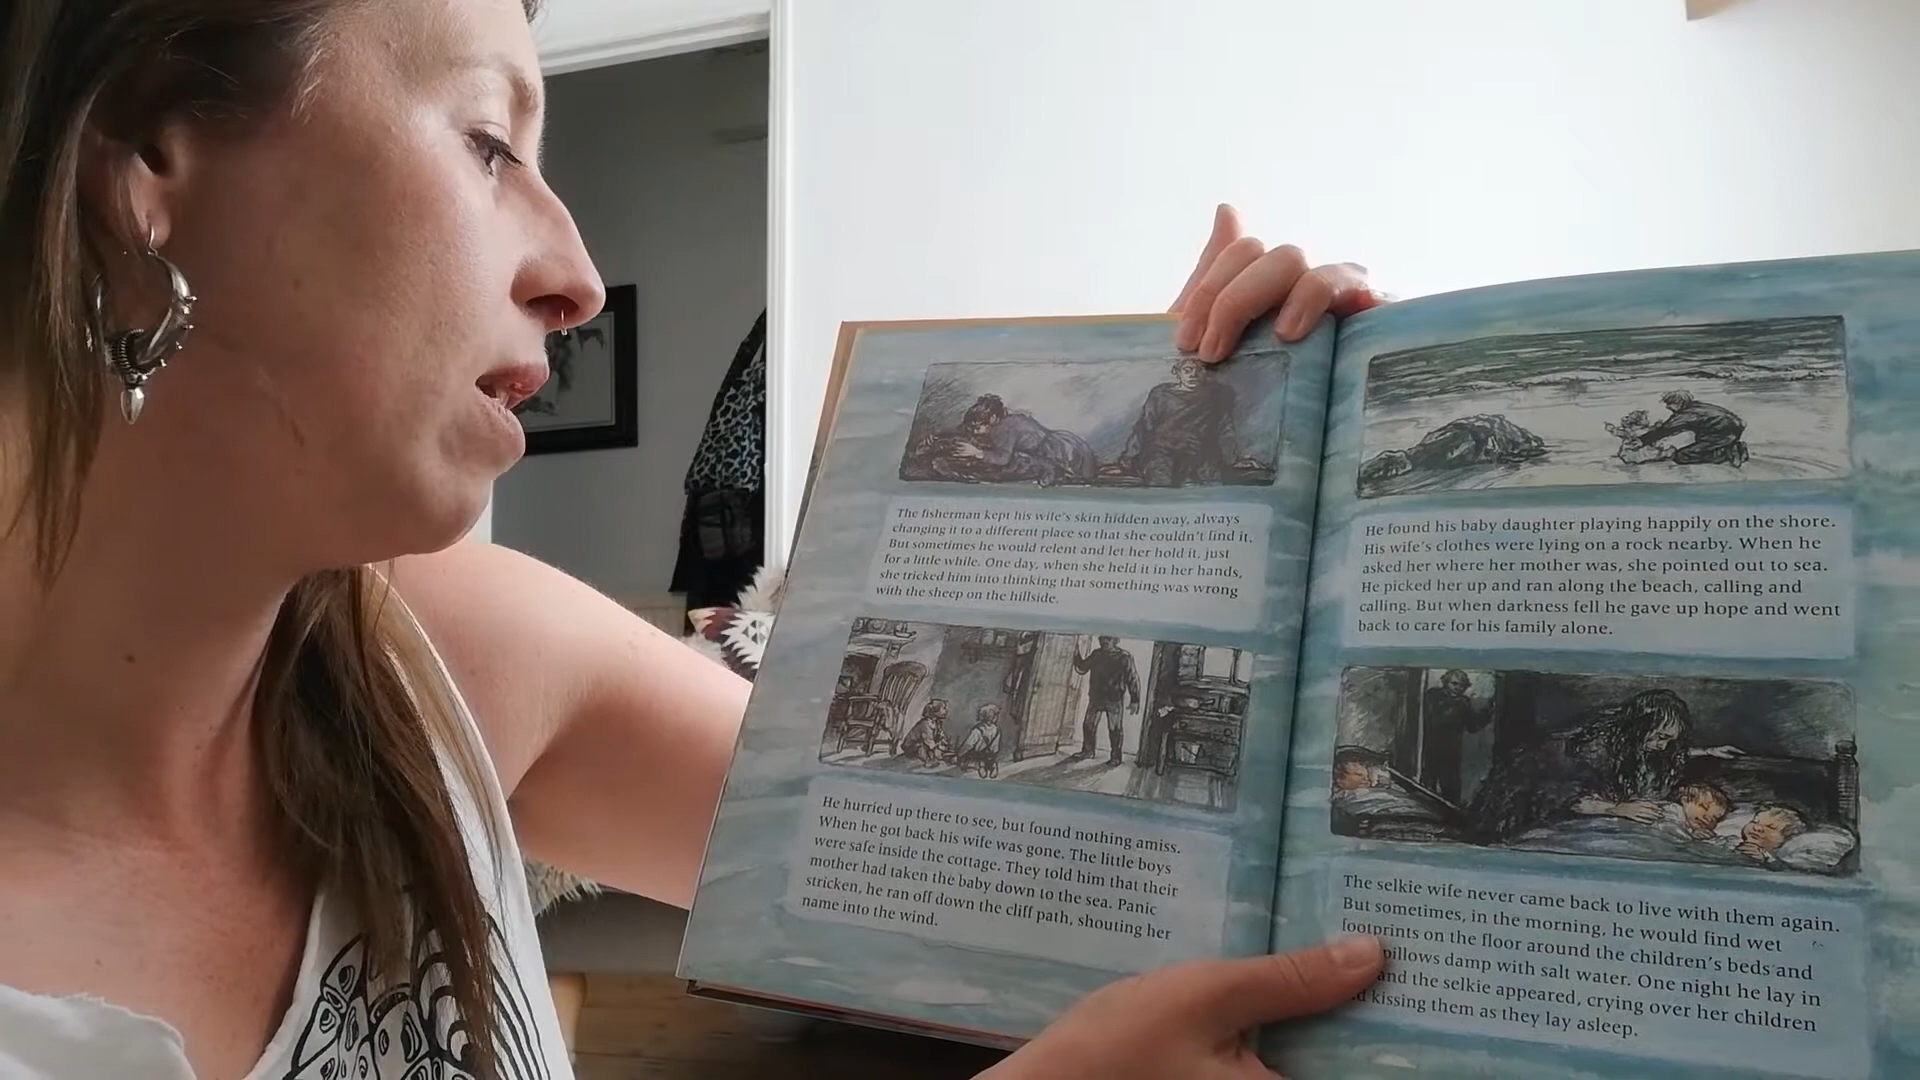 The fisherman kept his wife's skin hidden away, always
changing it to a different place so that she couldn't find it.
But sometimes he would relent and let her hold it, just
for a little while. One day, when she held it in her hands,
she tricked him into thinking that something was wrong
with the sheep on the hillside.
He hurried up there to see, but found nothing amiss.
When he got back his wife was gone. The little boys
were safe inside the cottage. They told him that their
mother had taken the baby down to the sea. Panic
stricken, he ran off down the cliff path, shouting her
name into the wind.
He found his baby daughter playing happily on the shore.
His wife's clothes were lying on a rock nearby. When he
asked her where her mother was, she pointed out to sea.
He picked her up and ran along the beach, calling and
calling. But when darkness fell he gave up hope and went
back to care for his family alone.
The selkie wife never came back to live with them again.
But sometimes, in the morning, he would find wet
footprints on the floor around the children's beds and
pillows damp with salt water. One night he lay in
and the selkie appeared, crying over her children
kissing them as they lay asleep.